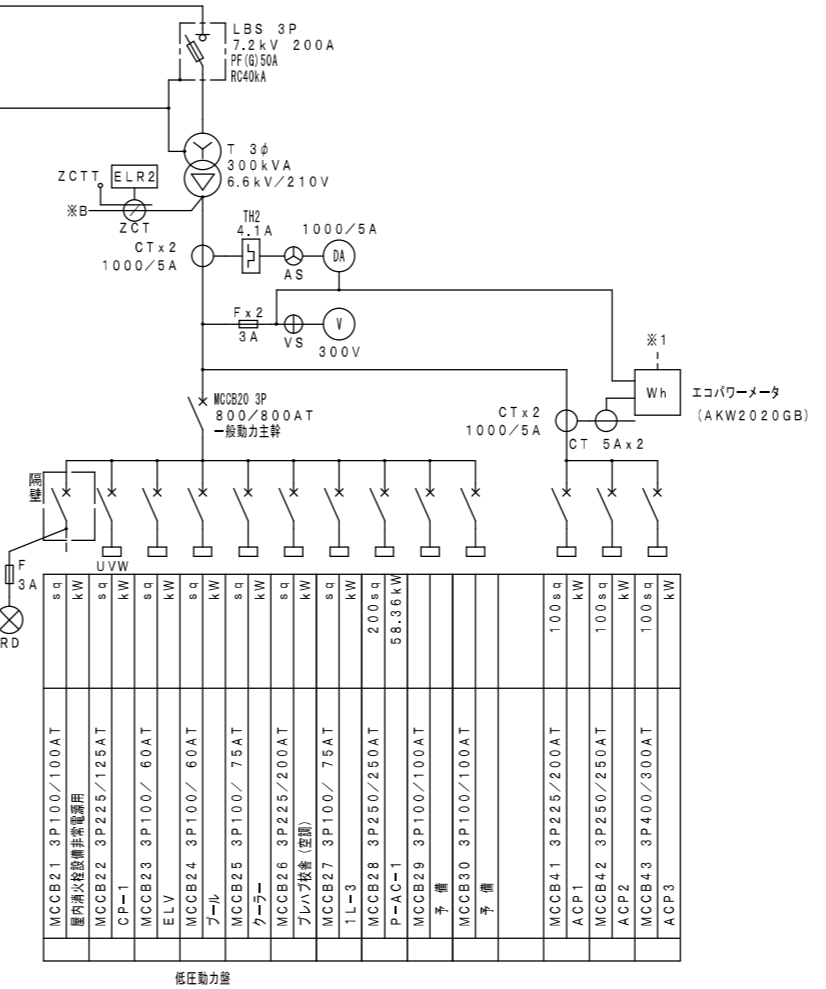 LBS 3P
7.2kV 200A
PF(G)50A
RC40kA
T 3φ
300kVA
6.6kV/210V
ZCTT
ELR2
※B
ZCT
CTx2
1000/5A
TH2
4.1A
AS
1000/5A
DA
Fx2
3A
VS
V
300V
※1
Wh
エコパワーメータ
(AKW2020GB)
MCCB20 3P
800/800AT
一般動力主幹
CTx2
1000/5A
CT 5Ax2
隔壁
F
3A
RD
UVW
sq
kW
MCCB21 3P100/100AT
屋内消火栓設備非常電源用
sq
kW
MCCB22 3P225/125AT
CP-1
sq
kW
MCCB23 3P100/ 60AT
ELV
sq
kW
MCCB24 3P100/ 60AT
プール
sq
kW
MCCB25 3P100/ 75AT
クーラー
sq
kW
MCCB26 3P225/200AT
プレハブ校舎(空調)
sq
kW
MCCB27 3P100/ 75AT
1L-3
200sq
58.36kW
MCCB28 3P250/250AT
P-AC-1
MCCB29 3P100/100AT
予備
MCCB30 3P100/100AT
予備
100sq
kW
MCCB41 3P225/200AT
ACP1
100sq
kW
MCCB42 3P250/250AT
ACP2
100sq
kW
MCCB43 3P400/300AT
ACP3
低圧動力盤